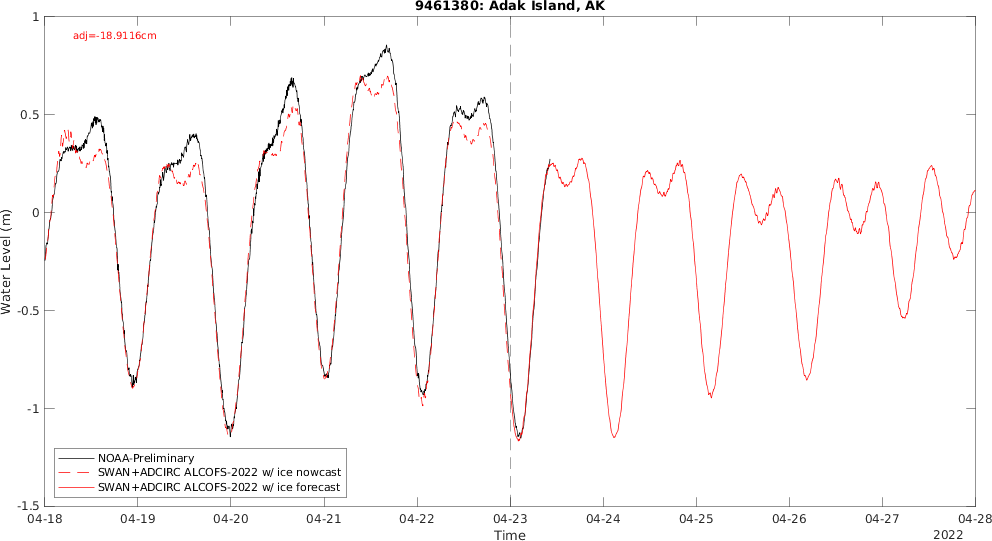 9461380: Adak Island, AK
adj=-18.9116cm
Water Level (m)
1
0.5
0
-0.5
-1
-1.5
NOAA-Preliminary
SWAN+ADCIRC ALCOFS-2022 w/ ice nowcast
SWAN+ADCIRC ALCOFS-2022 w/ ice forecast
04-18 04-19 04-20 04-21 04-22 04-23 04-24 04-25 04-26 04-27 04-28
Time
2022